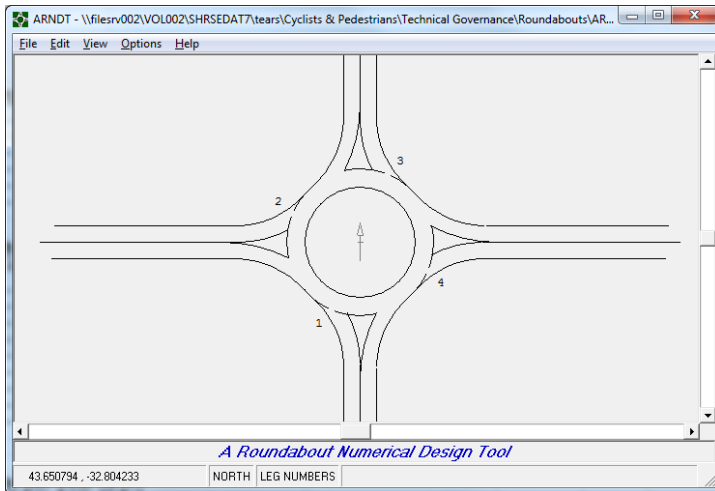 ARNDT - \\filesrv002\VOL002\SHRSEDAT7\tears\Cyclists & Pedestrians\Technical Governance\Roundabouts\AR...
File Edit View Options Help
3
2
4
1
A Roundabout Numerical Design Tool
43.650794 , -32.804233 NORTH LEG NUMBERS